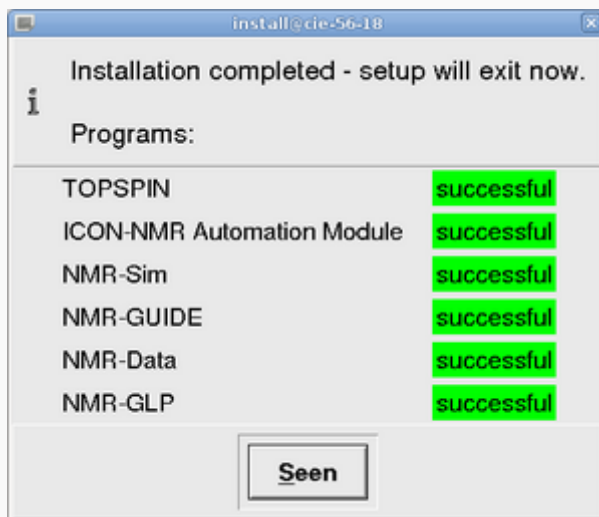 install@cie-56-18
Installation completed - setup will exit now.
Programs:
TOPSPIN successful
ICON-NMR Automation Module successful
NMR-Sim successful
NMR-GUIDE successful
NMR-Data successful
NMR-GLP successful
Seen